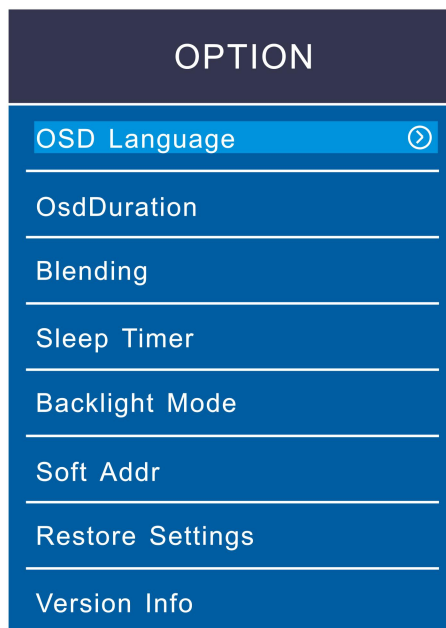 OPTION
OSD Language
OsdDuration
Blending
Sleep Timer
Backlight Mode
Soft Addr
Restore Settings
Version Info